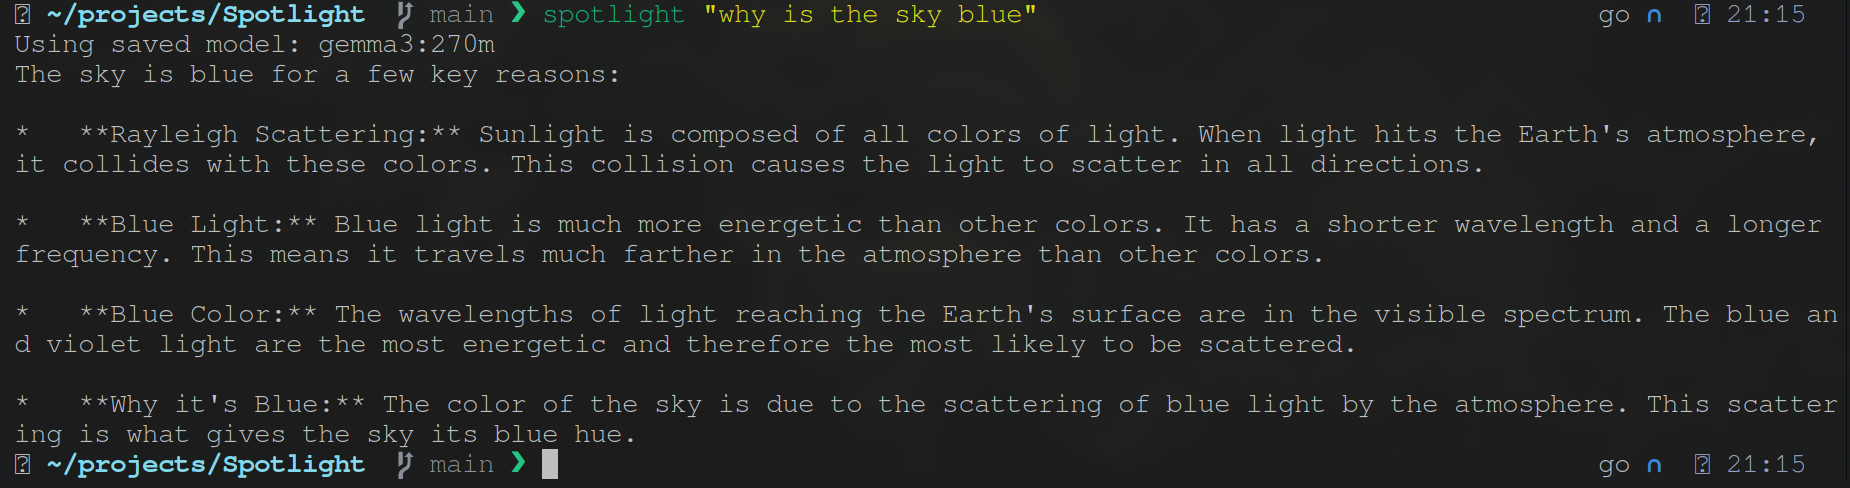 ~/projects/Spotlight main ❯ spotlight "why is the sky blue" go ∩ 21:15
Using saved model: gemma3:270m
The sky is blue for a few key reasons:
*   **Rayleigh Scattering:** Sunlight is composed of all colors of light. When light hits the Earth's atmosphere,
it collides with these colors. This collision causes the light to scatter in all directions.
*   **Blue Light:** Blue light is much more energetic than other colors. It has a shorter wavelength and a longer
frequency. This means it travels much farther in the atmosphere than other colors.
*   **Blue Color:** The wavelengths of light reaching the Earth's surface are in the visible spectrum. The blue an
d violet light are the most energetic and therefore the most likely to be scattered.
*   **Why it's Blue:** The color of the sky is due to the scattering of blue light by the atmosphere. This scatter
ing is what gives the sky its blue hue.
~/projects/Spotlight main ❯ go ∩ 21:15